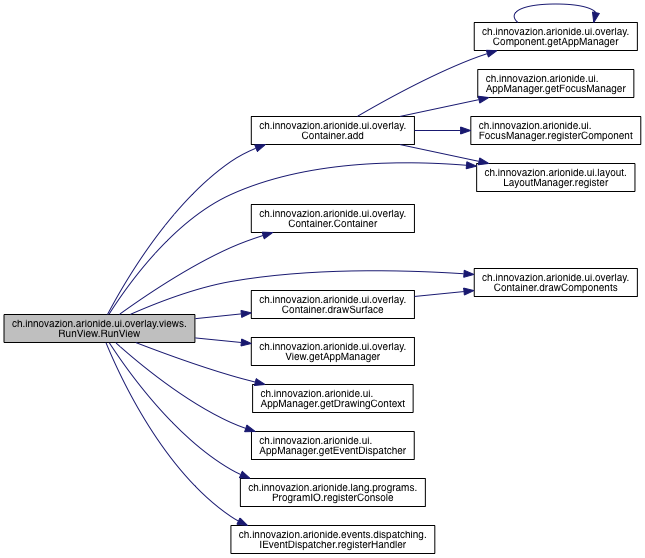 ch.innovazion.arionide.ui.overlay.
Component.getAppManager
ch.innovazion.arionide.ui.
AppManager.getFocusManager
ch.innovazion.arionide.ui.overlay.
Container.add
ch.innovazion.arionide.ui.
FocusManager.registerComponent
ch.innovazion.arionide.ui.layout.
LayoutManager.register
ch.innovazion.arionide.ui.overlay.
Container.Container
ch.innovazion.arionide.ui.overlay.
Container.drawComponents
ch.innovazion.arionide.ui.overlay.
Container.drawSurface
ch.innovazion.arionide.ui.overlay.views.
RunView.RunView
ch.innovazion.arionide.ui.overlay.
View.getAppManager
ch.innovazion.arionide.ui.
AppManager.getDrawingContext
ch.innovazion.arionide.ui.
AppManager.getEventDispatcher
ch.innovazion.arionide.lang.programs.
ProgramIO.registerConsole
ch.innovazion.arionide.events.dispatching.
IEventDispatcher.registerHandler